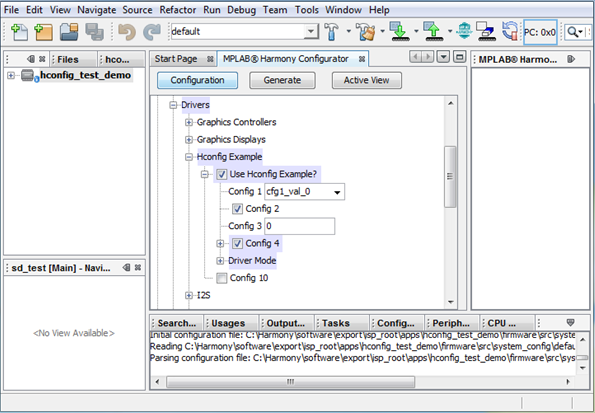 File Edit View Navigate Source Refactor Run Debug Team Tools Window Help
default
PC: 0x0
Files hco...
hconfig_test_demo
Start Page MPLAB® Harmony Configurator
MPLAB® Harmo...
Configuration Generate Active View
Drivers
Graphics Controllers
Graphics Displays
Hconfig Example
Use Hconfig Example?
Config 1 cfg1_val_0
Config 2
Config 3 0
Config 4
Driver Mode
Config 10
I2S
sd_test [Main] - Navi...
<No View Available>
Search... Usages Output... Tasks Config... Periph... CPU ...
Initial configuration file: C:\Harmony\software\export\isp_root\apps\hconfig_test_demo\firmware\src\sys
Reading C:\Harmony\software\export\isp_root\apps\hconfig_test_demo\firmware\src\system_config\defau
Parsing configuration file: C:\Harmony\software\export\isp_root\apps\hconfig_test_demo\firmware\src\sys